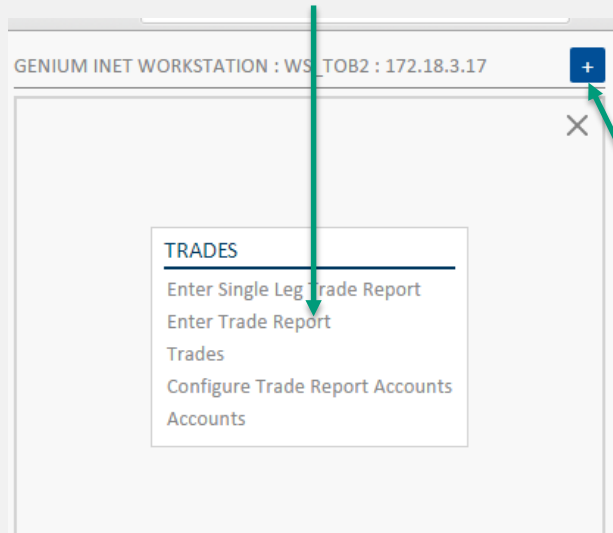 GENIUM INET WORKSTATION : WS_TOB2 : 172.18.3.17
+
TRADES
Enter Single Leg Trade Report
Enter Trade Report
Trades
Configure Trade Report Accounts
Accounts